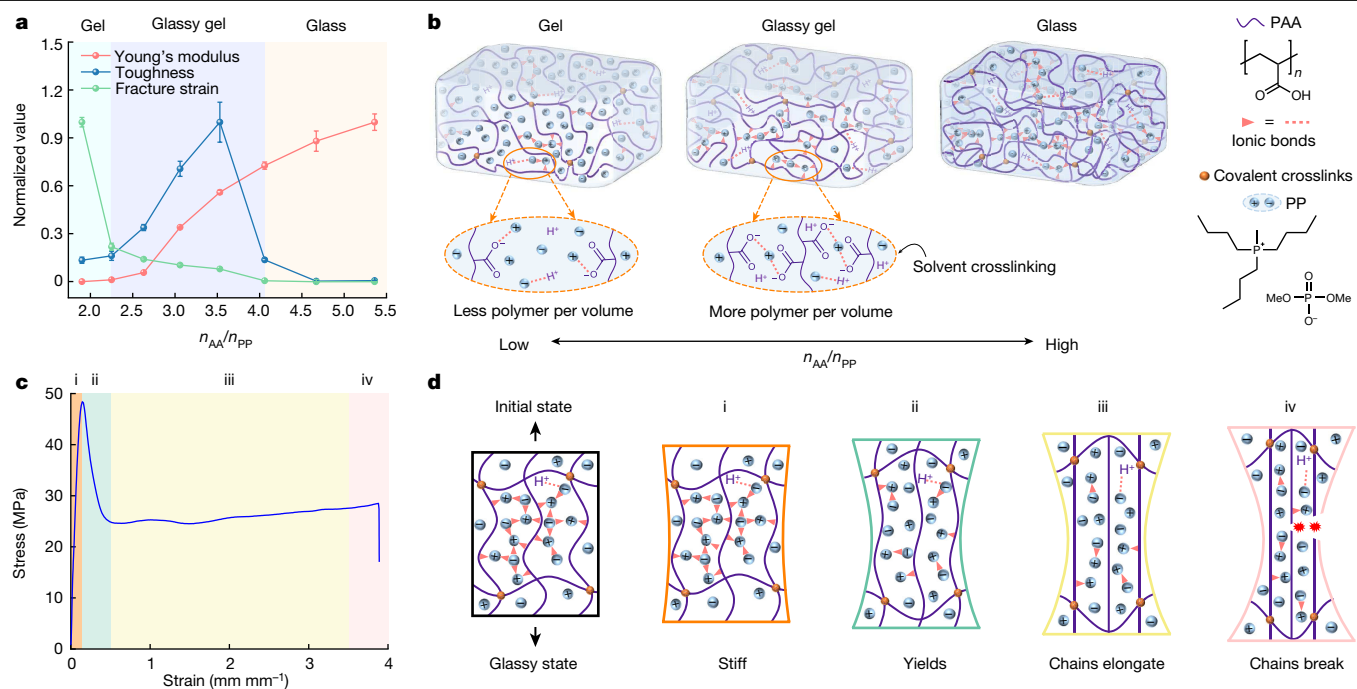 a
Gel
Glassy gel
Glass
1.5
1.2
0.9
0.6
0.3
0
Normalized value
Young's modulus
Toughness
Fracture strain
2.0 2.5 3.0 3.5 4.0 4.5 5.0 5.5
nAA/nPP
b
Gel
Glassy gel
Glass
H+
H+
H+
H+
H+
H+
O−
O
O−
O
H+
H+
O
O−
O
O−
O
−O
H+
H+
H+
Solvent crosslinking
Less polymer per volume
More polymer per volume
Low
High
nAA/nPP
PAA
n
O
OH
=
Ionic bonds
Covalent crosslinks
PP
P+
O
MeO
P
OMe
O−
c
i
ii
iii
iv
50
40
30
20
10
0
Stress (MPa)
0 1 2 3 4
Strain (mm mm−1)
d
Initial state
i
ii
iii
iv
H+
H+
H+
H+
H+
Glassy state
Stiff
Yields
Chains elongate
Chains break